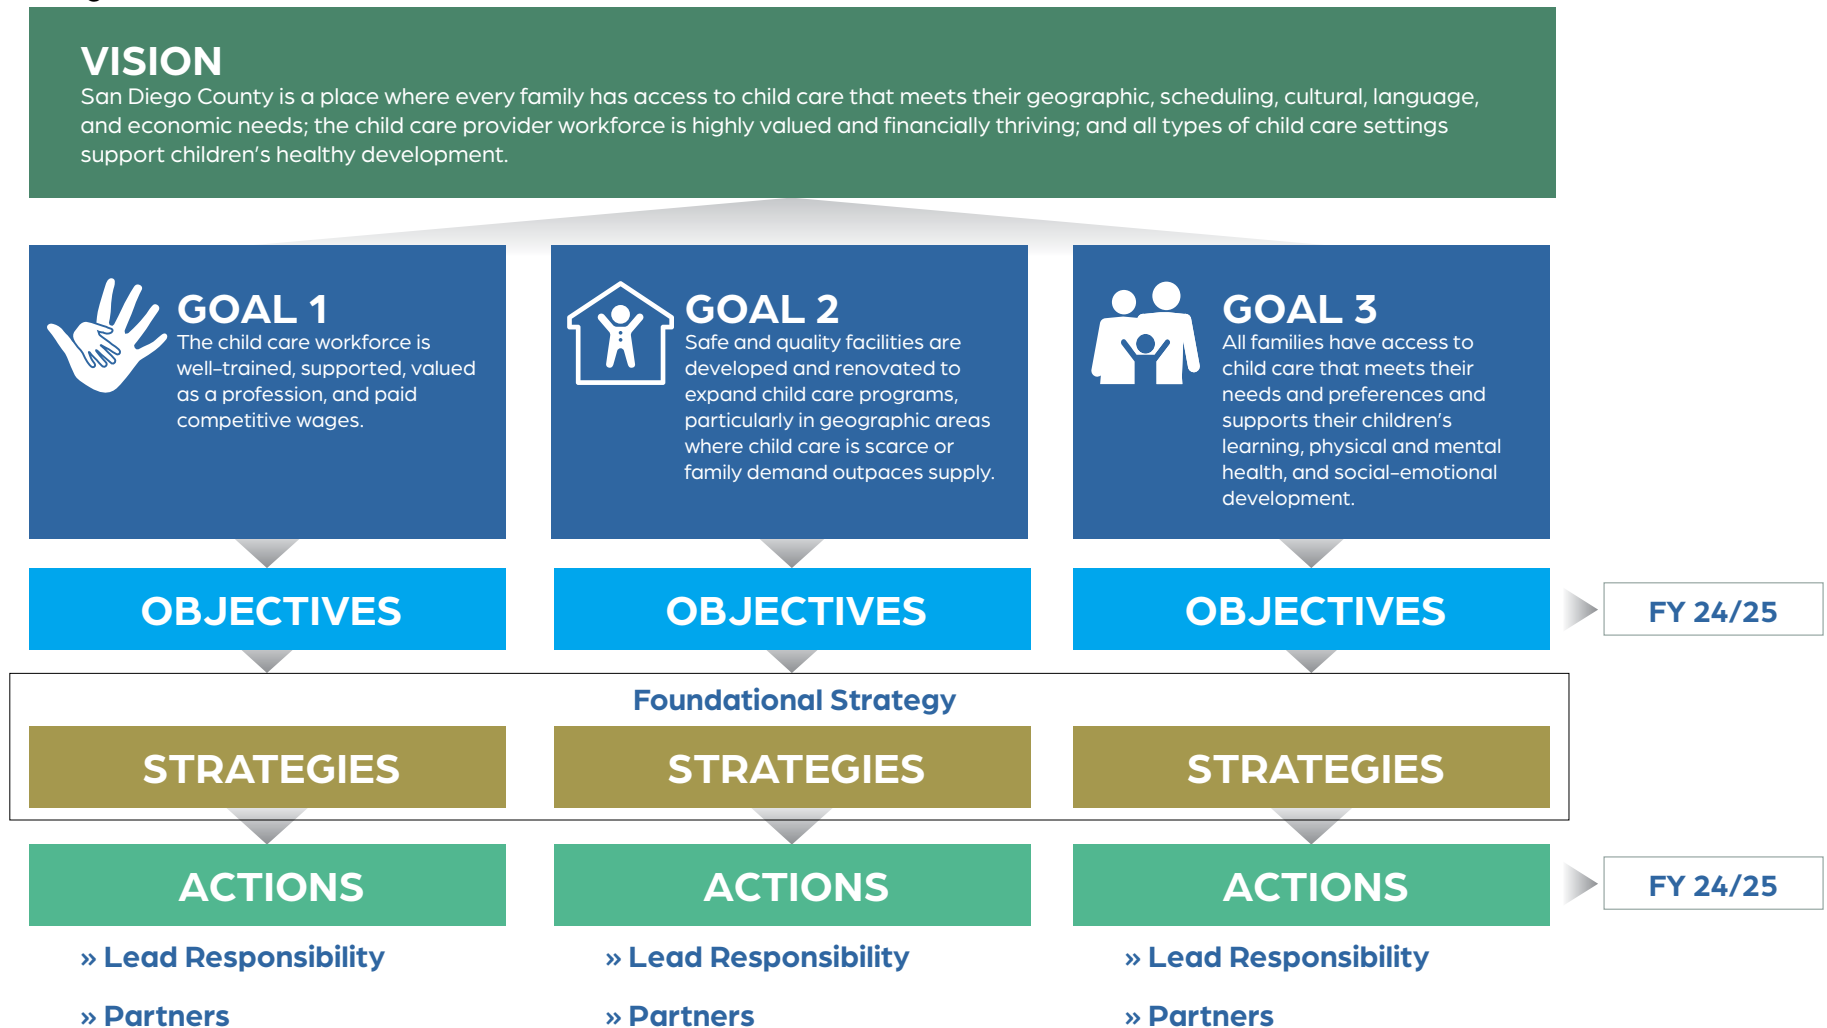 VISION
San Diego County is a place where every family has access to child care that meets their geographic, scheduling, cultural, language,
and economic needs; the child care provider workforce is highly valued and financially thriving; and all types of child care settings
support children's healthy development.
GOAL 1
The child care workforce is
well-trained, supported, valued
as a profession, and paid
competitive wages.
GOAL 2
Safe and quality facilities are
developed and renovated to
expand child care programs,
particularly in geographic areas
where child care is scarce or
family demand outpaces supply.
GOAL 3
All families have access to
child care that meets their
needs and preferences and
supports their children's
learning, physical and mental
health, and social-emotional
development.
OBJECTIVES
OBJECTIVES
OBJECTIVES
FY 24/25
Foundational Strategy
STRATEGIES
STRATEGIES
STRATEGIES
ACTIONS
ACTIONS
ACTIONS
FY 24/25
» Lead Responsibility
» Lead Responsibility
» Lead Responsibility
» Partners
» Partners
» Partners